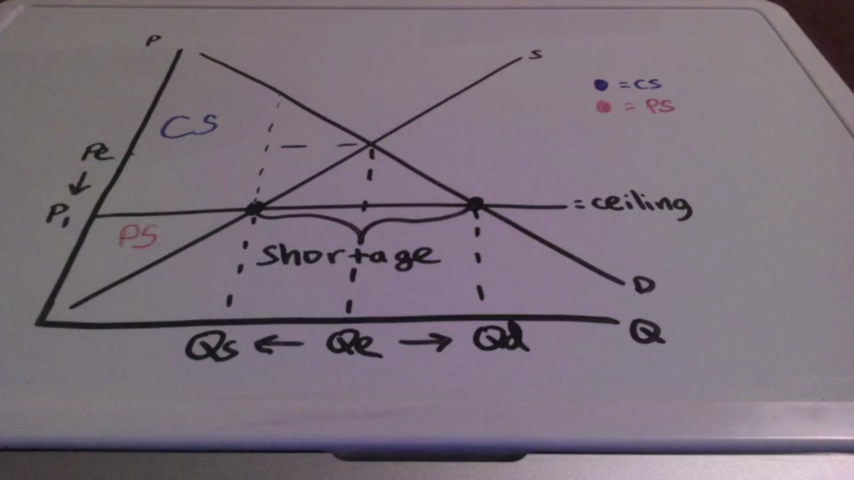 P
S
= CS
= PS
CS
Pe
↓
P₁
= ceiling
PS
shortage
D
Qs ← Qe → Qd
Q